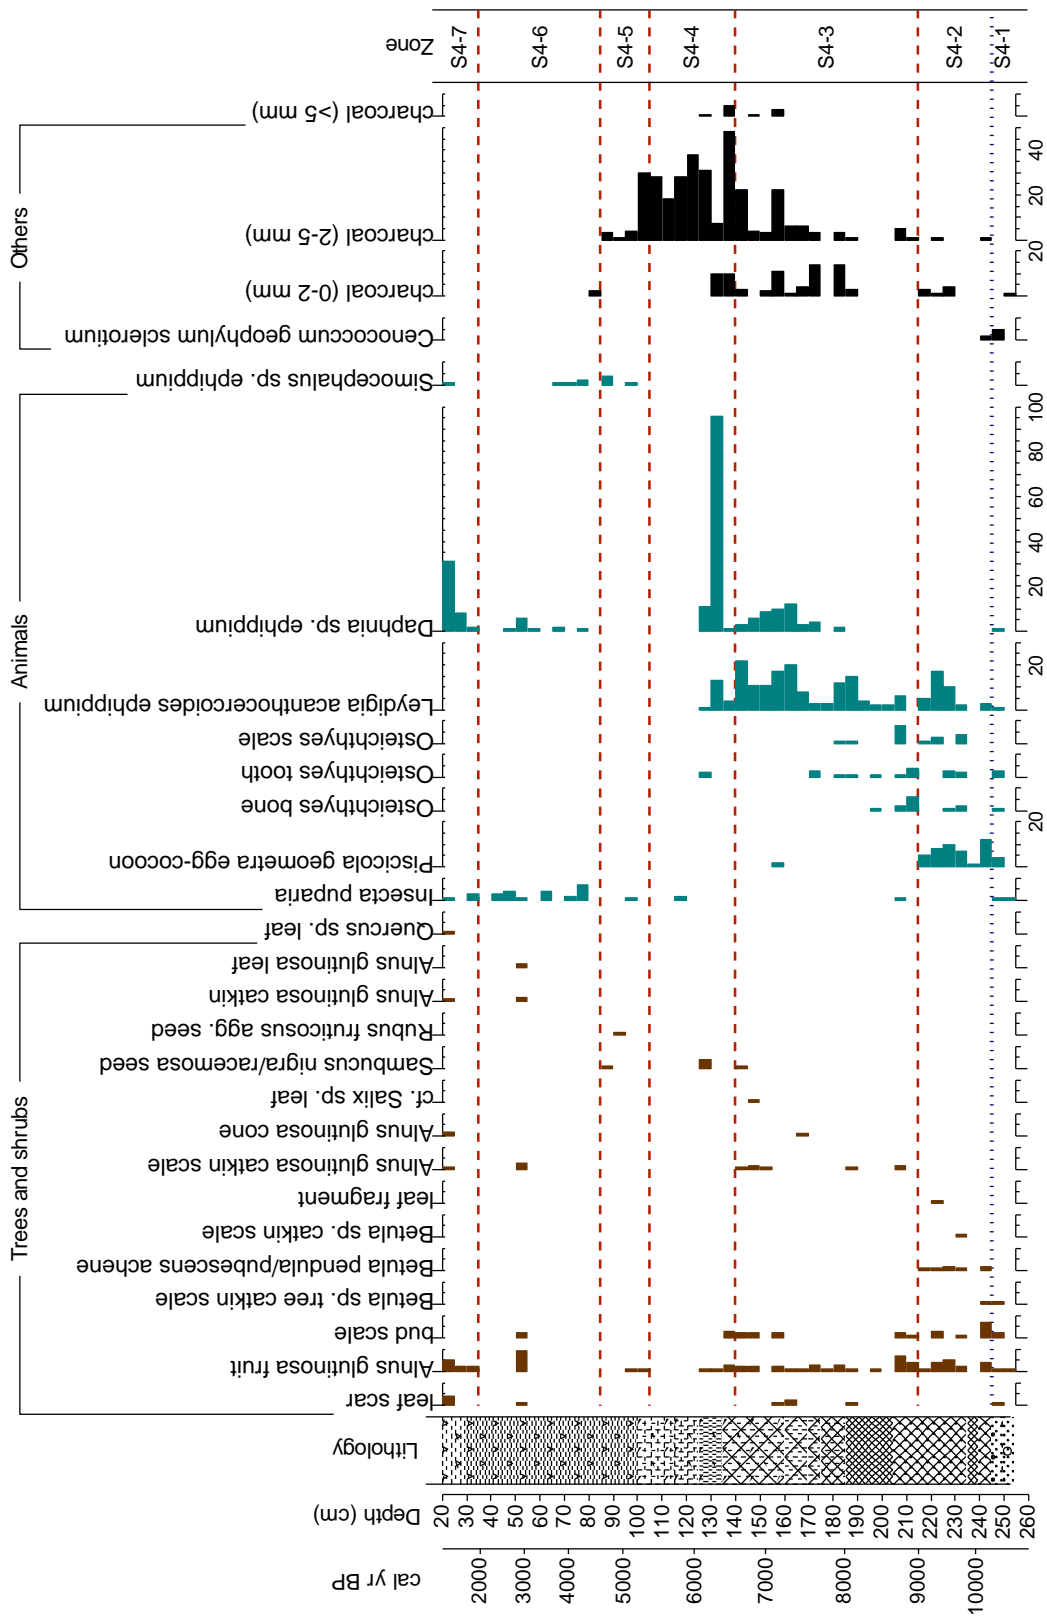 cal yr BP
2000
3000
4000
5000
6000
7000
8000
9000
10000
Depth (cm)
20
30
40
50
60
70
80
90
100
110
120
130
140
150
160
170
180
190
200
210
220
230
240
250
260
Lithology
Trees and shrubs
leaf scar
Alnus glutinosa fruit
bud scale
Betula sp. tree catkin scale
Betula pendula/pubescens achene
Betula sp. catkin scale
leaf fragment
Alnus glutinosa catkin scale
Alnus glutinosa cone
cf. Salix sp. leaf
Sambucus nigra/racemosa seed
Rubus fruticosus agg. seed
Alnus glutinosa catkin
Alnus glutinosa leaf
Quercus sp. leaf
Animals
Insecta puparia
Piscicola geometra egg-cocoon
20
Osteichthyes bone
Osteichthyes tooth
Osteichthyes scale
Leydigia acanthocercoides ephippium
20
Daphnia sp. ephippium
20
40
60
80
100
Simocephalus sp. ephippium
Others
Cenococcum geophylum sclerotium
charcoal (0-2 mm)
20
charcoal (2-5 mm)
20
40
charcoal (>5 mm)
Zone
S4-7
S4-6
S4-5
S4-4
S4-3
S4-2
S4-1